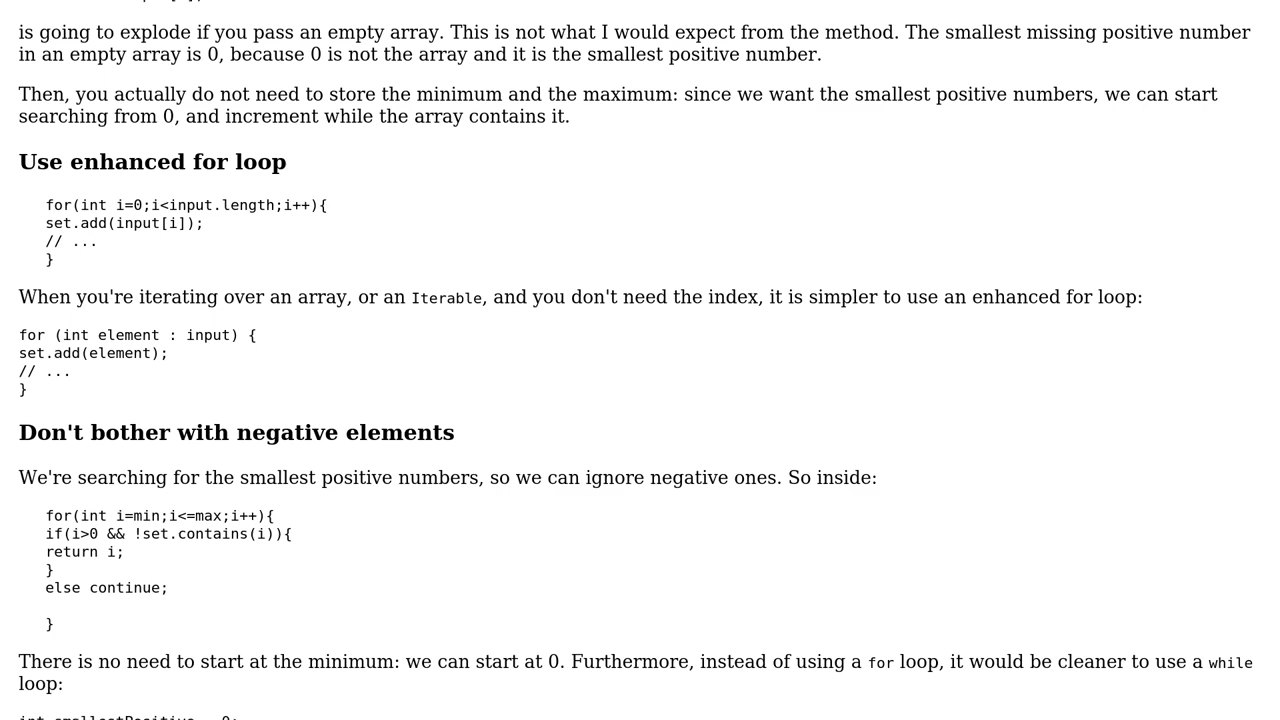 is going to explode if you pass an empty array. This is not what I would expect from the method. The smallest missing positive number
in an empty array is 0, because 0 is not the array and it is the smallest positive number.
Then, you actually do not need to store the minimum and the maximum: since we want the smallest positive numbers, we can start
searching from 0, and increment while the array contains it.
Use enhanced for loop
for(int i=0;i<input.length;i++){
set.add(input[i]);
// ...
}
When you're iterating over an array, or an Iterable, and you don't need the index, it is simpler to use an enhanced for loop:
for (int element : input) {
set.add(element);
// ...
}
Don't bother with negative elements
We're searching for the smallest positive numbers, so we can ignore negative ones. So inside:
for(int i=min;i<=max;i++){
if(i>0 && !set.contains(i)){
return i;
}
else continue;
}
There is no need to start at the minimum: we can start at 0. Furthermore, instead of using a for loop, it would be cleaner to use a while
loop: